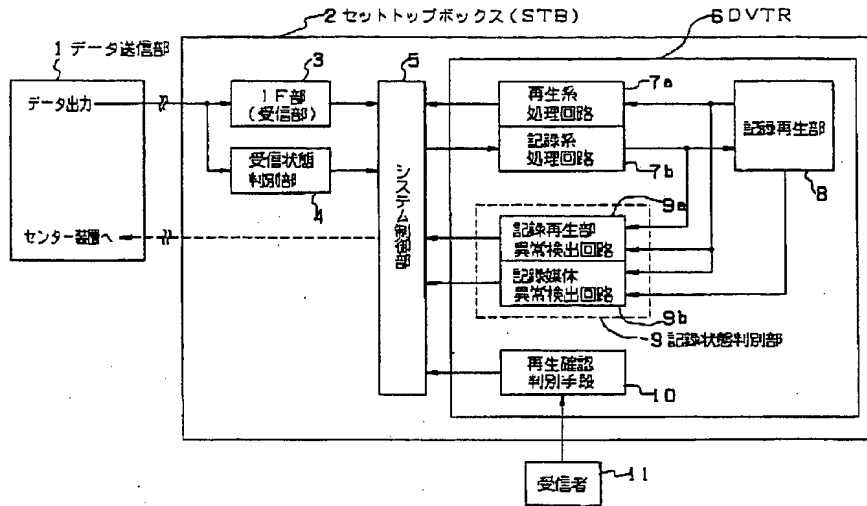 2 セットトップボックス(STB)
6 DVTR
1 データ送信部
データ出力
センター装置へ
3
IF部
(受信部)
受信状態
判別部
4
5
システム制御部
7a
再生系
処理回路
記録系
処理回路
7b
記録再生部
8
9a
記録再生部
異常検出回路
記録媒体
異常検出回路
9b
9 記録状態判別部
再生確認
判別手段
10
受信者
11